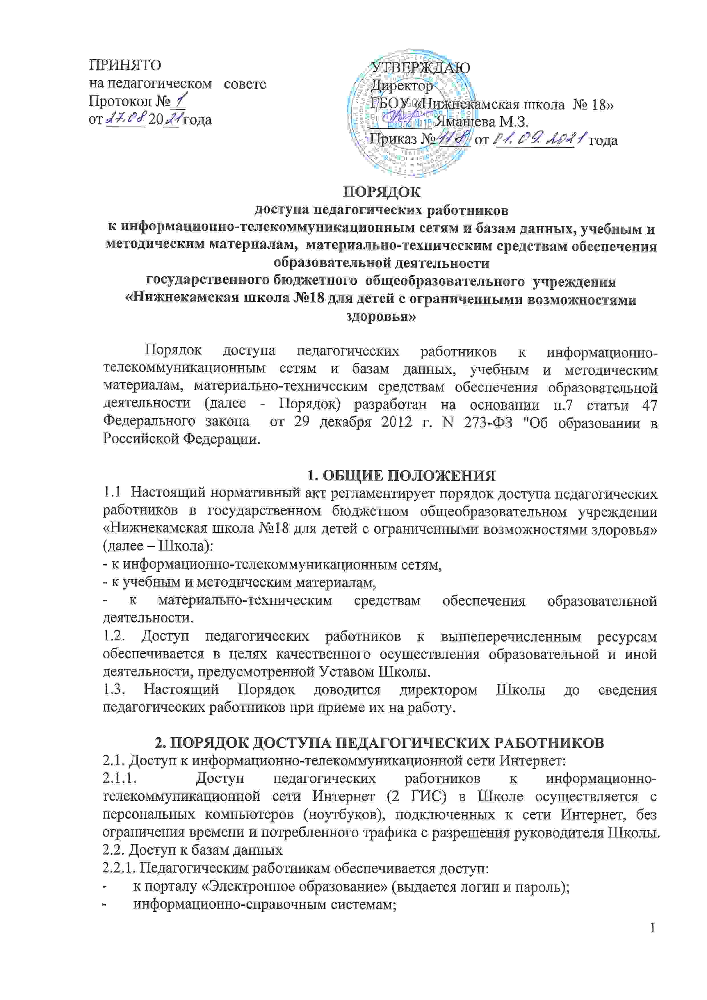 ПРИНЯТО
на педагогическом совете
Протокол № 1
от 27.08 2021 года
УТВЕРЖДАЮ
Директор
ГБОУ «Нижнекамская школа № 18»
Ямашева М.З.
Приказ № 118 от 01.09.2021 года
ПОРЯДОК
доступа педагогических работников
к информационно-телекоммуникационным сетям и базам данных, учебным и
методическим материалам, материально-техническим средствам обеспечения
образовательной деятельности
государственного бюджетного общеобразовательного учреждения
«Нижнекамская школа №18 для детей с ограниченными возможностями
здоровья»
Порядок доступа педагогических работников к информационно-
телекоммуникационным сетям и базам данных, учебным и методическим
материалам, материально-техническим средствам обеспечения образовательной
деятельности (далее - Порядок) разработан на основании п.7 статьи 47
Федерального закона от 29 декабря 2012 г. N 273-ФЗ "Об образовании в
Российской Федерации.
1. ОБЩИЕ ПОЛОЖЕНИЯ
1.1 Настоящий нормативный акт регламентирует порядок доступа педагогических
работников в государственном бюджетном общеобразовательном учреждении
«Нижнекамская школа №18 для детей с ограниченными возможностями здоровья»
(далее – Школа):
- к информационно-телекоммуникационным сетям,
- к учебным и методическим материалам,
- к материально-техническим средствам обеспечения образовательной
деятельности.
1.2. Доступ педагогических работников к вышеперечисленным ресурсам
обеспечивается в целях качественного осуществления образовательной и иной
деятельности, предусмотренной Уставом Школы.
1.3. Настоящий Порядок доводится директором Школы до сведения
педагогических работников при приеме их на работу.
2. ПОРЯДОК ДОСТУПА ПЕДАГОГИЧЕСКИХ РАБОТНИКОВ
2.1. Доступ к информационно-телекоммуникационной сети Интернет:
2.1.1. Доступ педагогических работников к информационно-
телекоммуникационной сети Интернет (2 ГИС) в Школе осуществляется с
персональных компьютеров (ноутбуков), подключенных к сети Интернет, без
ограничения времени и потребленного трафика с разрешения руководителя Школы.
2.2. Доступ к базам данных
2.2.1. Педагогическим работникам обеспечивается доступ:
- к порталу «Электронное образование» (выдается логин и пароль);
- информационно-справочным системам;
1